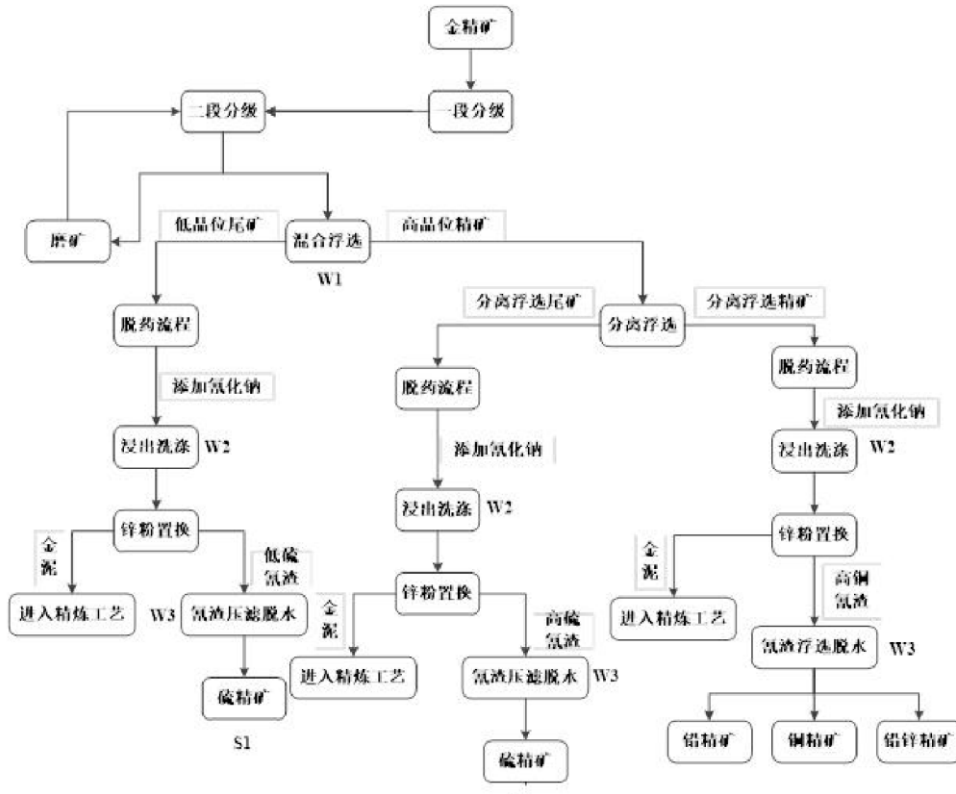 金精矿
二段分级
一段分级
低品位尾矿
高品位精矿
磨矿
混合浮选
W1
分离浮选尾矿
分离浮选精矿
分离浮选
脱药流程
脱药流程
脱药流程
添加氰化钠
添加氰化钠
添加氰化钠
浸出洗涤
W2
浸出洗涤
W2
浸出洗涤
W2
锌粉置换
锌粉置换
锌粉置换
金
泥
低硫
氰渣
金
泥
高硫
氰渣
金
泥
高铜
氰渣
进入精炼工艺
W3
氰渣压滤脱水
进入精炼工艺
氰渣压滤脱水
W3
进入精炼工艺
氰渣浮选脱水
W3
硫精矿
S1
硫精矿
铅精矿
铜精矿
铅锌精矿